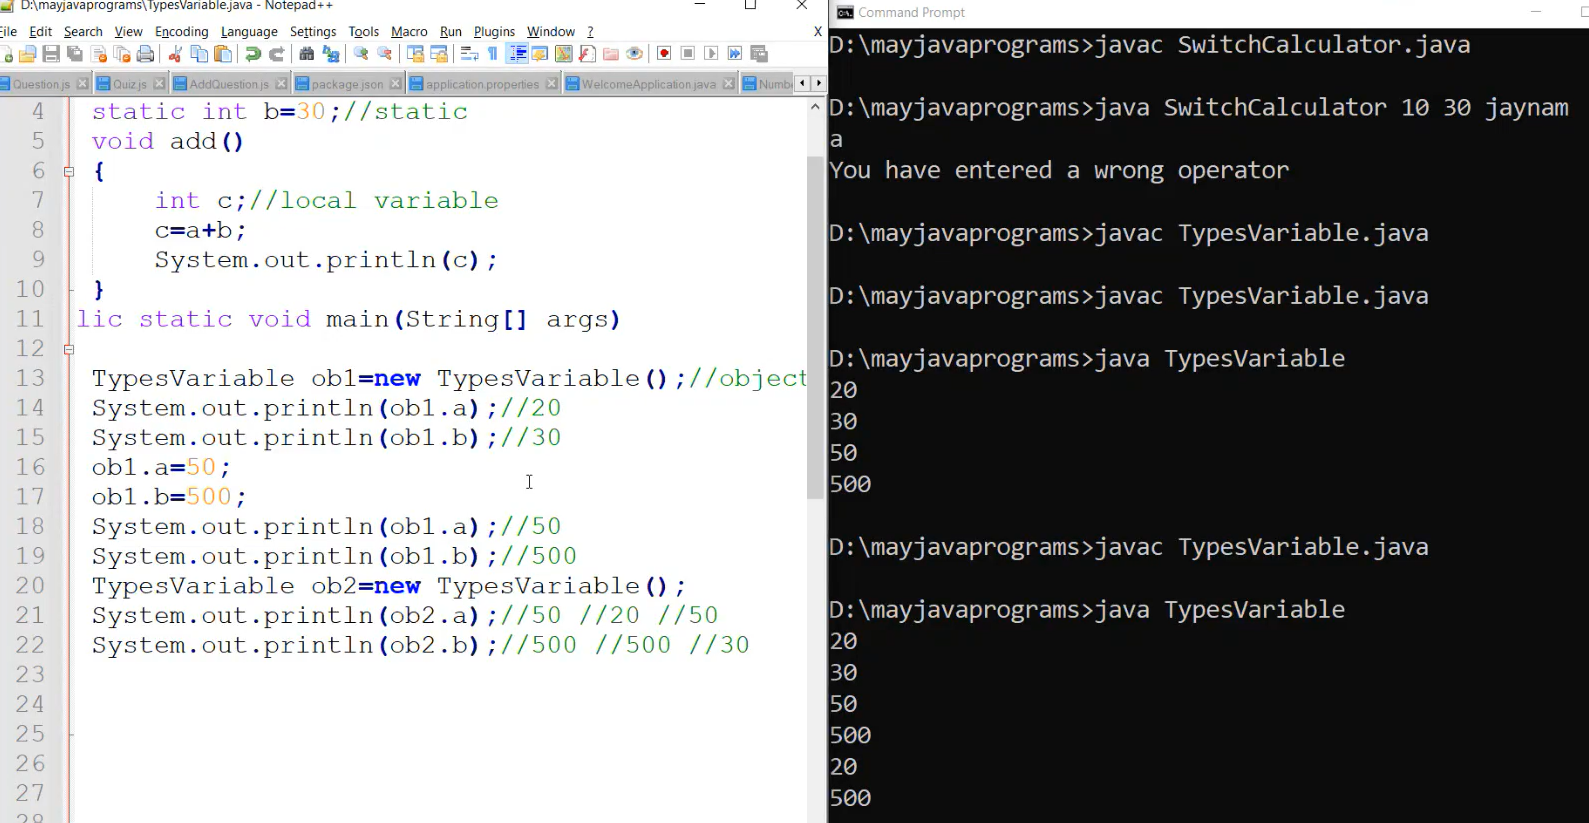 D:\mayjavaprograms\TypesVariable.java - Notepad++
File Edit Search View Encoding Language Settings Tools Macro Run Plugins Window ? X
Question.js Quiz.js AddQuestion.js package.json application.properties WelcomeApplication.java Numb
4 static int b=30;//static
5 void add()
6 {
7 int c;//local variable
8 c=a+b;
9 System.out.println(c);
10 }
11 lic static void main(String[] args)
12
13 TypesVariable ob1=new TypesVariable();//object
14 System.out.println(ob1.a);//20
15 System.out.println(ob1.b);//30
16 ob1.a=50;
17 ob1.b=500;
18 System.out.println(ob1.a);//50
19 System.out.println(ob1.b);//500
20 TypesVariable ob2=new TypesVariable();
21 System.out.println(ob2.a);//50 //20 //50
22 System.out.println(ob2.b);//500 //500 //30
23
24
25
26
27
28
Command Prompt
D:\mayjavaprograms>javac SwitchCalculator.java
D:\mayjavaprograms>java SwitchCalculator 10 30 jaynam
a
You have entered a wrong operator
D:\mayjavaprograms>javac TypesVariable.java
D:\mayjavaprograms>javac TypesVariable.java
D:\mayjavaprograms>java TypesVariable
20
30
50
500
D:\mayjavaprograms>javac TypesVariable.java
D:\mayjavaprograms>java TypesVariable
20
30
50
500
20
500